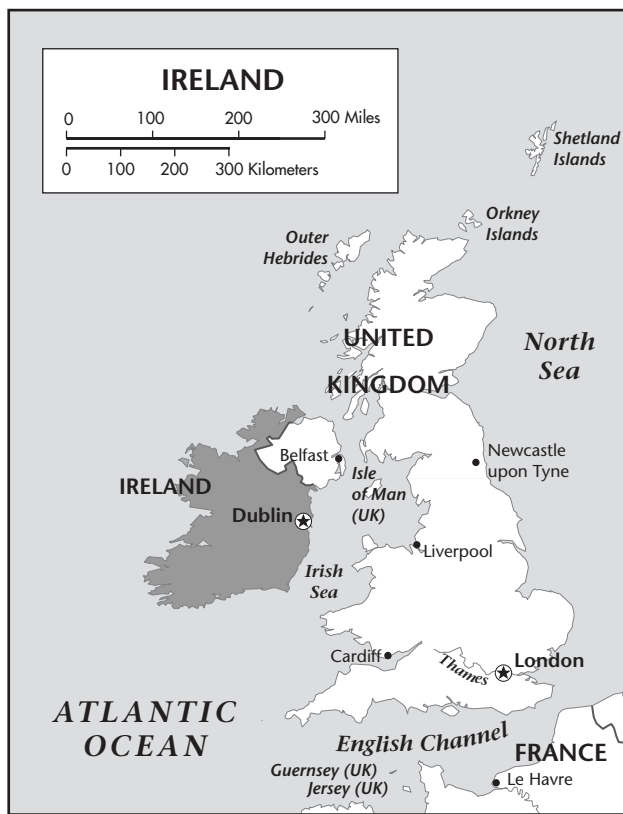 IRELAND
0 100 200 300 Miles
0 100 200 300 Kilometers
Shetland
Islands
Orkney
Islands
Outer
Hebrides
UNITED
KINGDOM
North
Sea
Belfast
Newcastle
upon Tyne
Isle
of Man
(UK)
IRELAND
Dublin
Liverpool
Irish
Sea
Cardiff
Thames
London
ATLANTIC
OCEAN
English Channel
FRANCE
Guernsey (UK)
Jersey (UK)
Le Havre